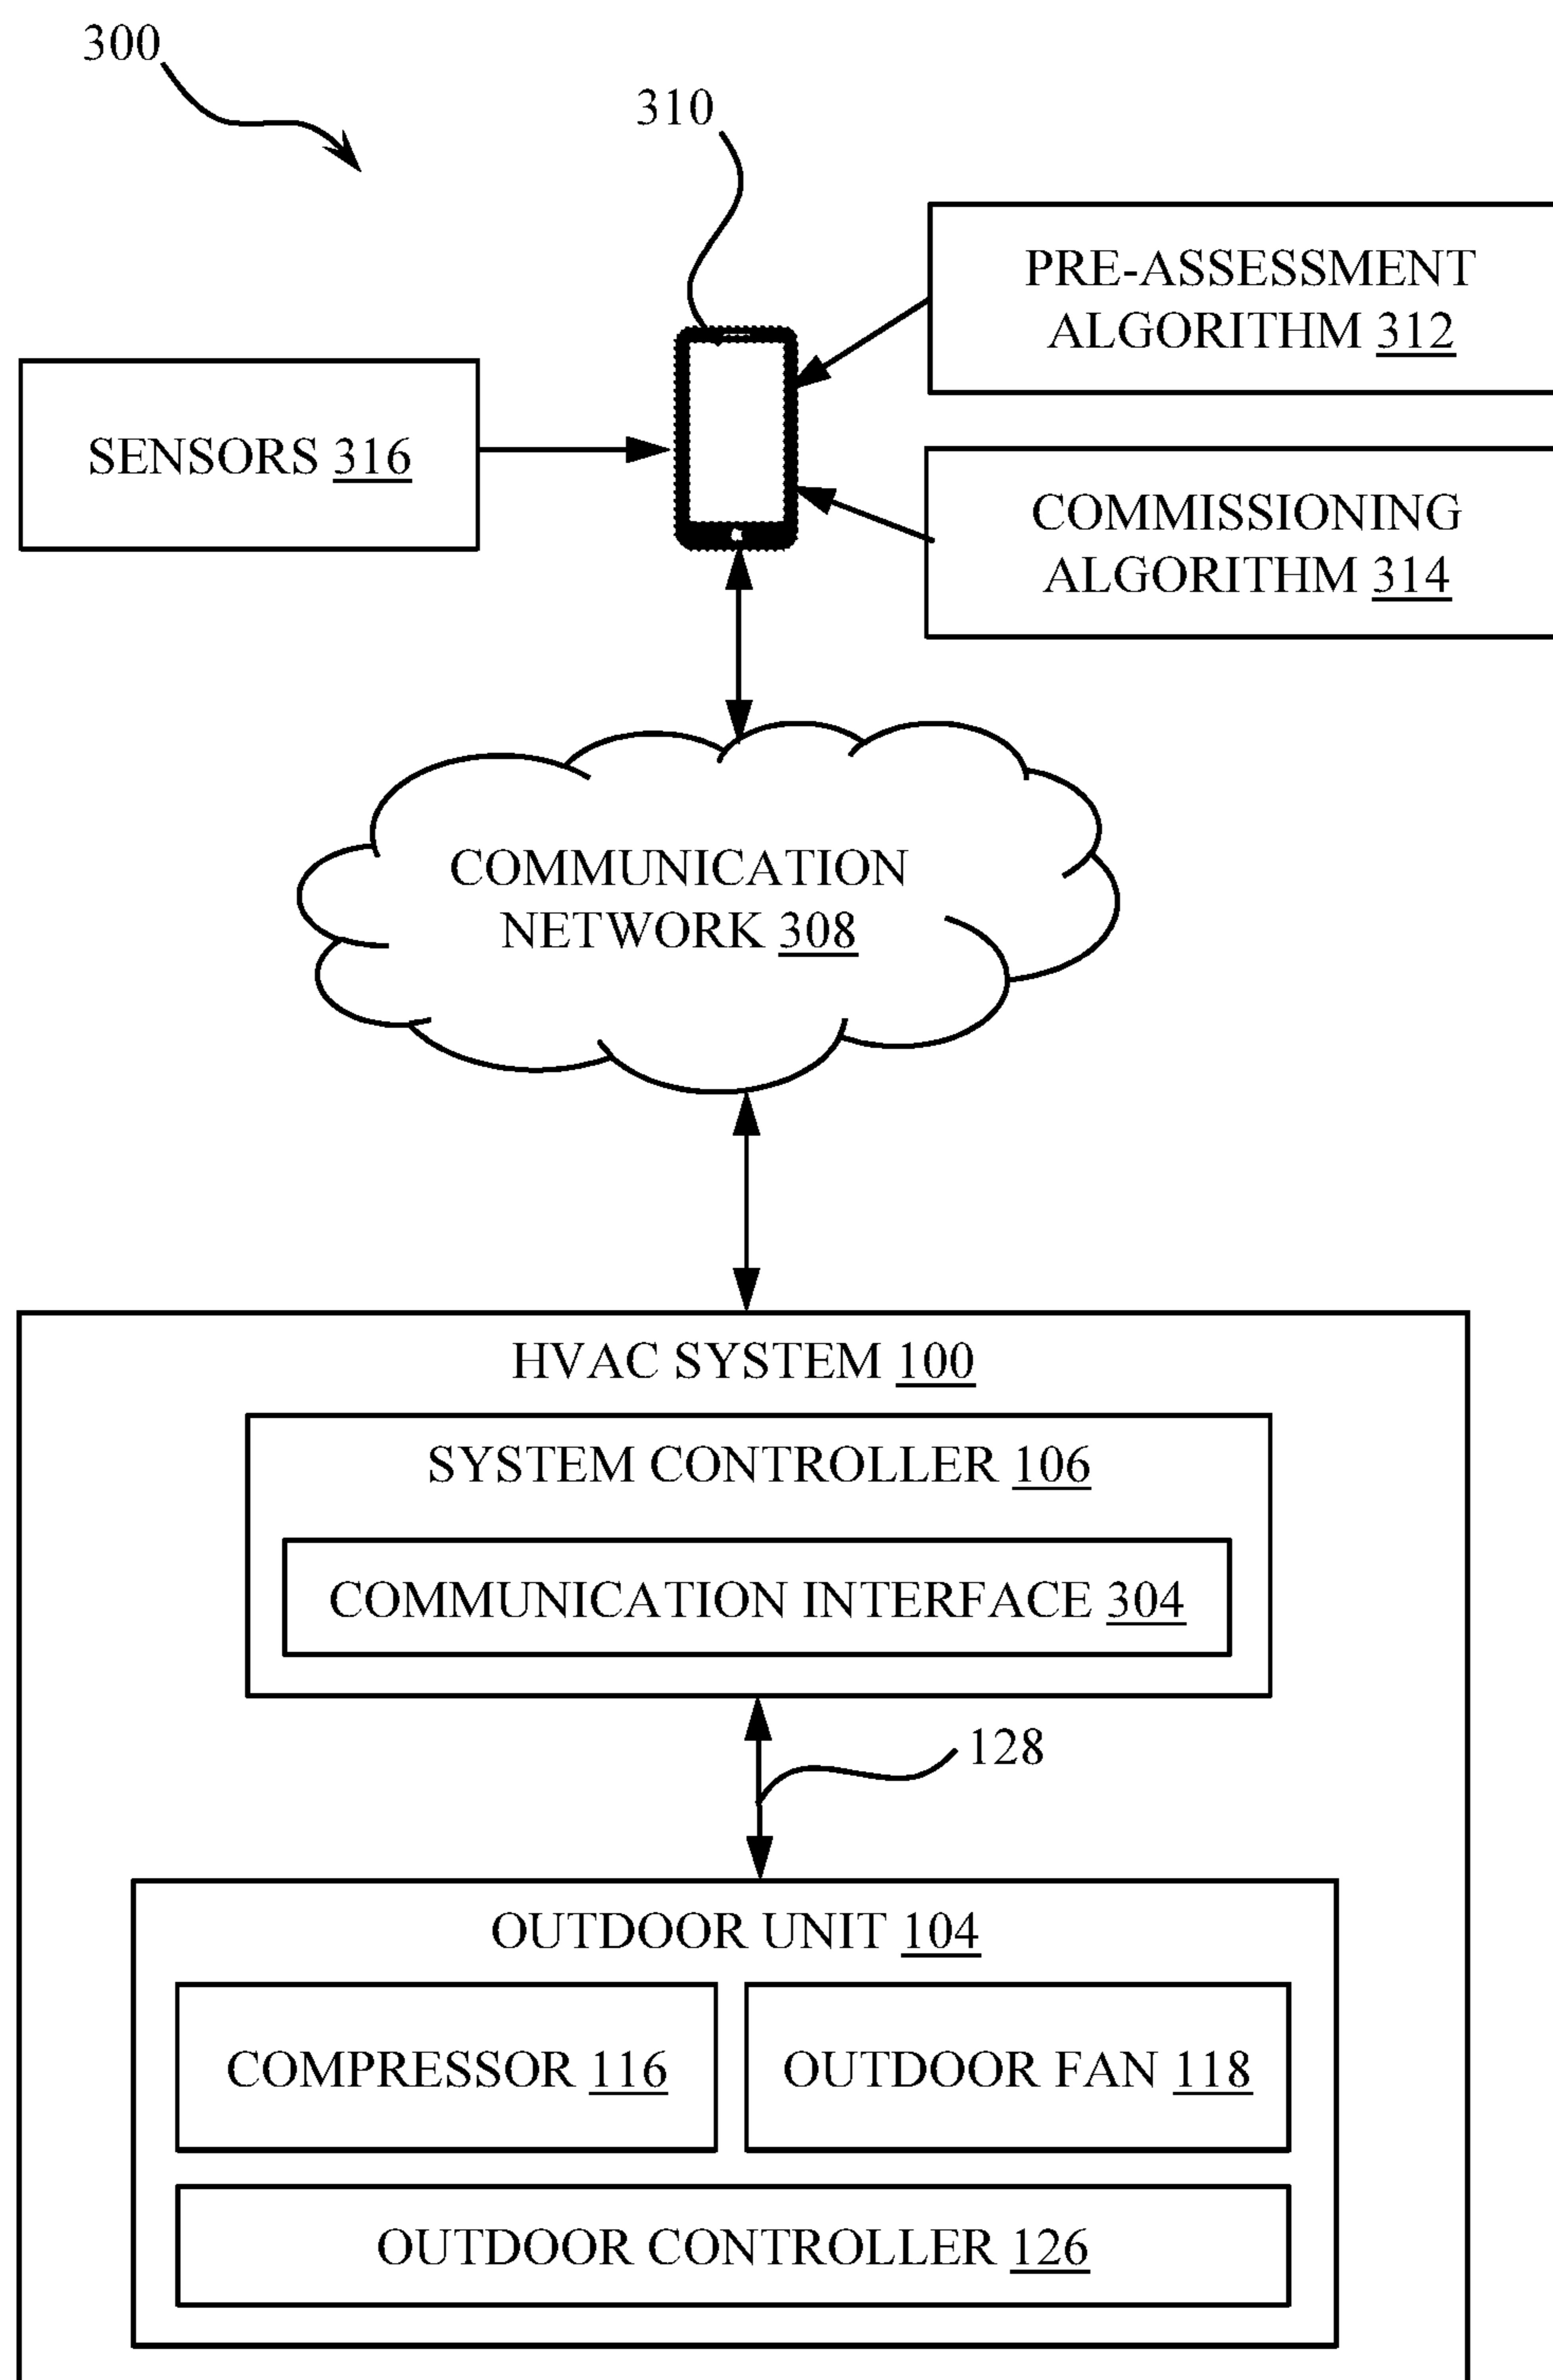 300
310
PRE-ASSESSMENT
ALGORITHM 312
SENSORS 316
COMMISSIONING
ALGORITHM 314
COMMUNICATION
NETWORK 308
HVAC SYSTEM 100
SYSTEM CONTROLLER 106
COMMUNICATION INTERFACE 304
128
OUTDOOR UNIT 104
COMPRESSOR 116
OUTDOOR FAN 118
OUTDOOR CONTROLLER 126